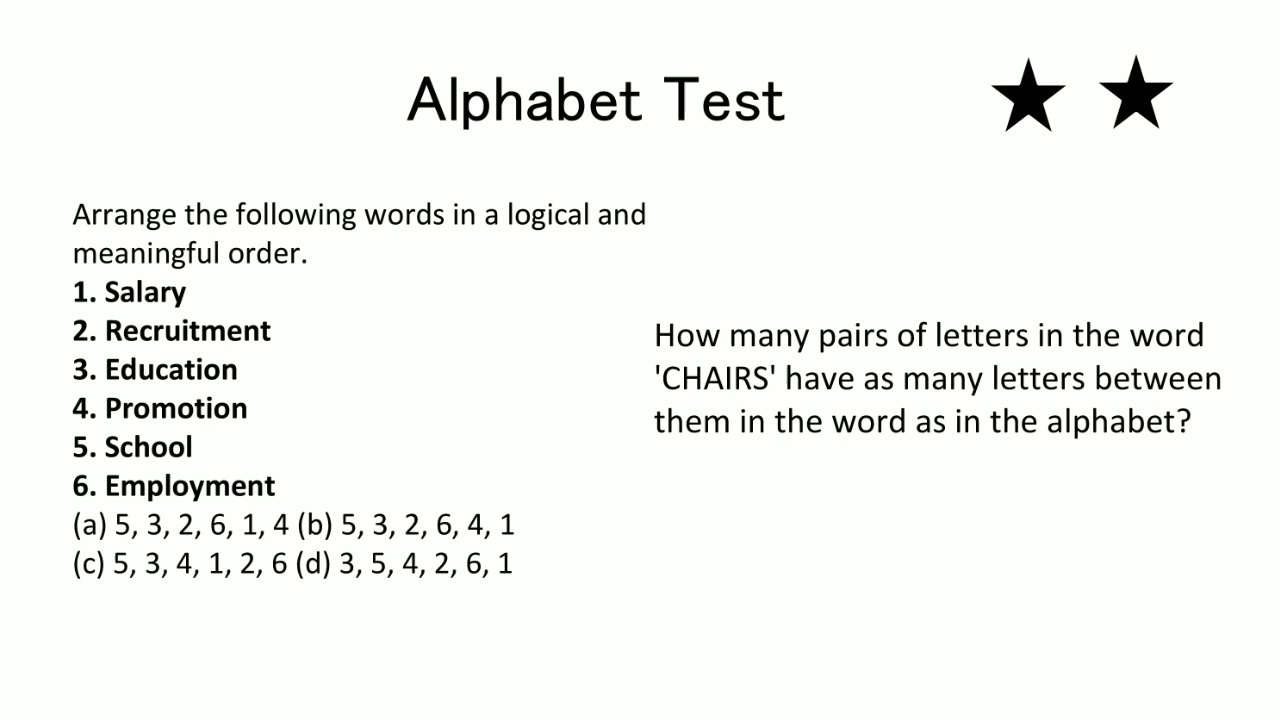 Alphabet Test
Arrange the following words in a logical and
meaningful order.
1. Salary
2. Recruitment
3. Education
4. Promotion
5. School
6. Employment
(a) 5, 3, 2, 6, 1, 4 (b) 5, 3, 2, 6, 4, 1
(c) 5, 3, 4, 1, 2, 6 (d) 3, 5, 4, 2, 6, 1
How many pairs of letters in the word
'CHAIRS' have as many letters between
them in the word as in the alphabet?